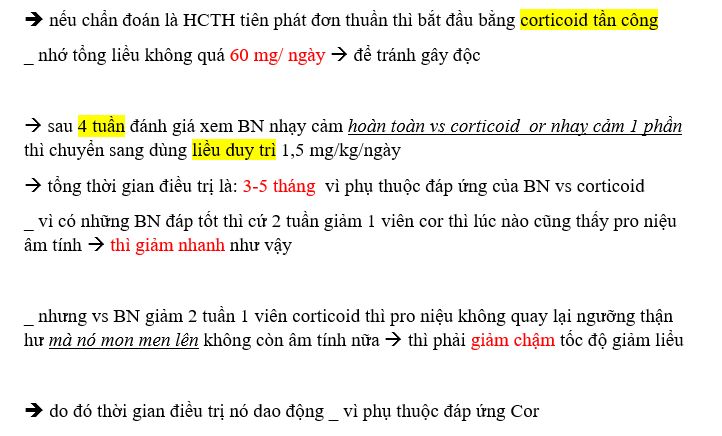 ➔ nếu chẩn đoán là HCTH tiên phát đơn thuần thì bắt đầu bằng corticoid tấn công
_ nhớ tổng liều không quá 60 mg/ ngày → để tránh gây độc
→ sau 4 tuần đánh giá xem BN nhạy cảm hoàn toàn vs corticoid or nhay cảm 1 phần
thì chuyển sang dùng liều duy trì 1,5 mg/kg/ngày
→ tổng thời gian điều trị là: 3-5 tháng vì phụ thuộc đáp ứng của BN vs corticoid
_ vì có những BN đáp tốt thì cứ 2 tuần giảm 1 viên cor thì lúc nào cũng thấy pro niệu
âm tính → thì giảm nhanh như vậy
_ nhưng vs BN giảm 2 tuần 1 viên corticoid thì pro niệu không quay lại ngưỡng thận
hư mà nó mon men lên không còn âm tính nữa → thì phải giảm chậm tốc độ giảm liều
➔ do đó thời gian điều trị nó dao động _ vì phụ thuộc đáp ứng Cor